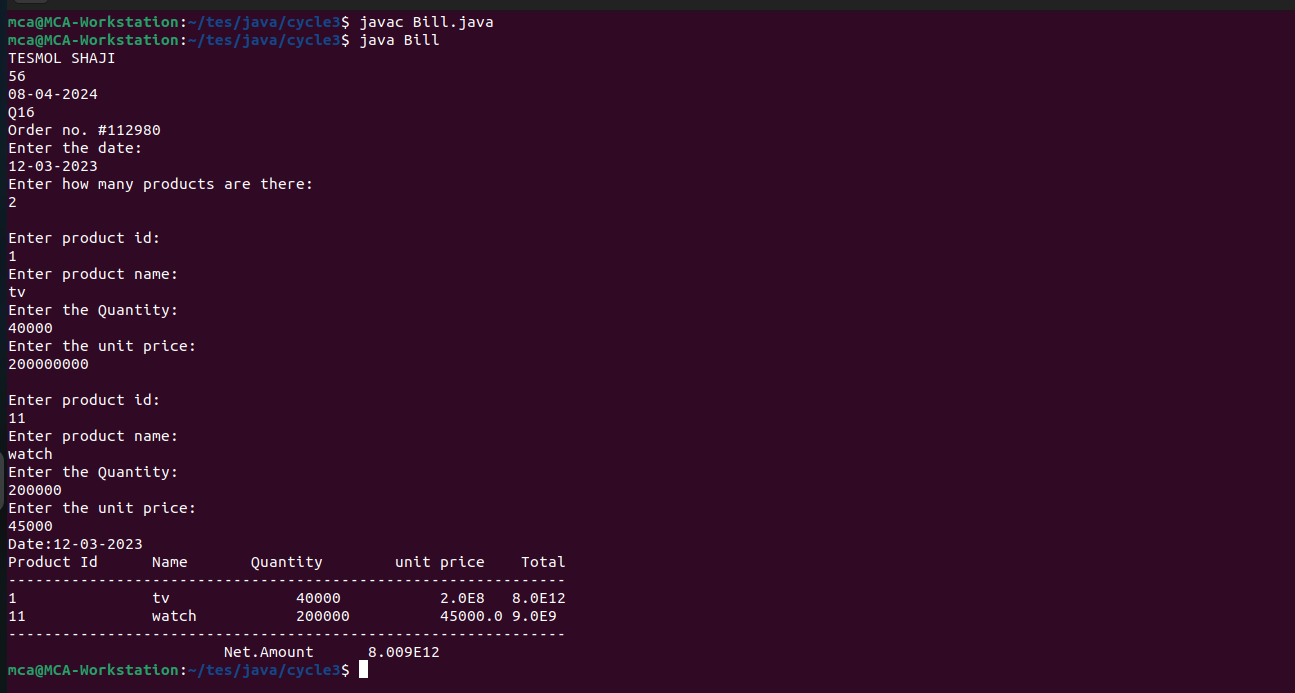 mca@MCA-Workstation:~/tes/java/cycle3$ javac Bill.java
mca@MCA-Workstation:~/tes/java/cycle3$ java Bill
TESMOL SHAJI
56
08-04-2024
Q16
Order no. #112980
Enter the date:
12-03-2023
Enter how many products are there:
2

Enter product id:
1
Enter product name:
tv
Enter the Quantity:
40000
Enter the unit price:
200000000

Enter product id:
11
Enter product name:
watch
Enter the Quantity:
200000
Enter the unit price:
45000
Date:12-03-2023
Product Id      Name       Quantity        unit price    Total
--------------------------------------------------------------
1               tv              40000           2.0E8   8.0E12
11              watch           200000          45000.0 9.0E9
--------------------------------------------------------------
                        Net.Amount      8.009E12
mca@MCA-Workstation:~/tes/java/cycle3$